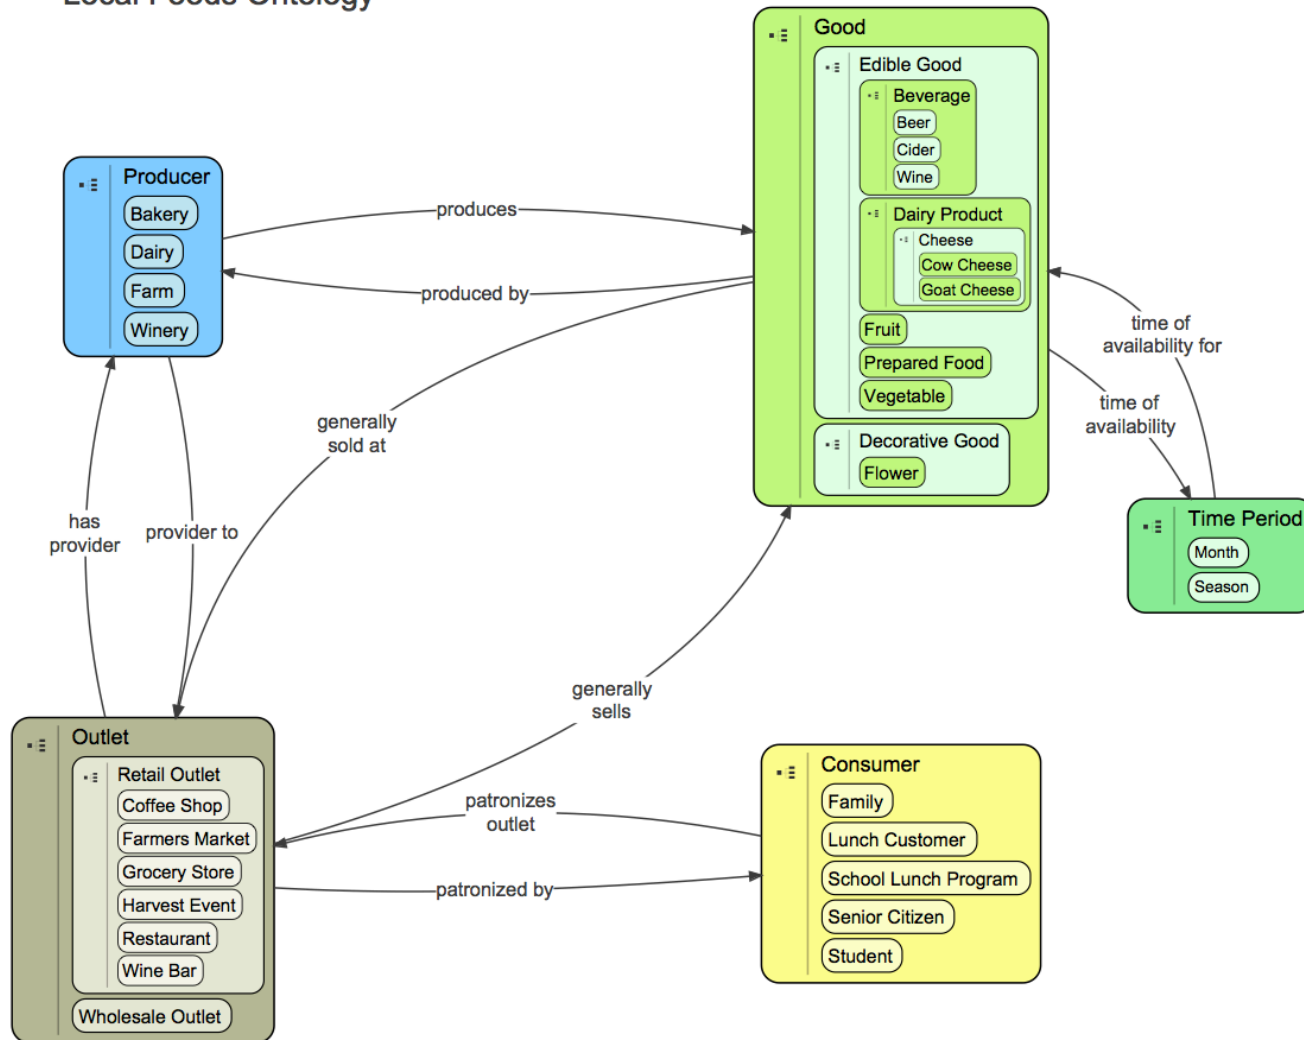 Local Foods Ontology
Good
Edible Good
Beverage
Beer
Cider
Wine
Dairy Product
Cheese
Cow Cheese
Goat Cheese
Fruit
Prepared Food
Vegetable
Decorative Good
Flower
Producer
Bakery
Dairy
Farm
Winery
produces
produced by
generally
sold at
time of
availability for
time of
availability
has
provider
provider to
Time Period
Month
Season
generally
sells
Outlet
Retail Outlet
Coffee Shop
Farmers Market
Grocery Store
Harvest Event
Restaurant
Wine Bar
Wholesale Outlet
patronizes
outlet
patronized by
Consumer
Family
Lunch Customer
School Lunch Program
Senior Citizen
Student